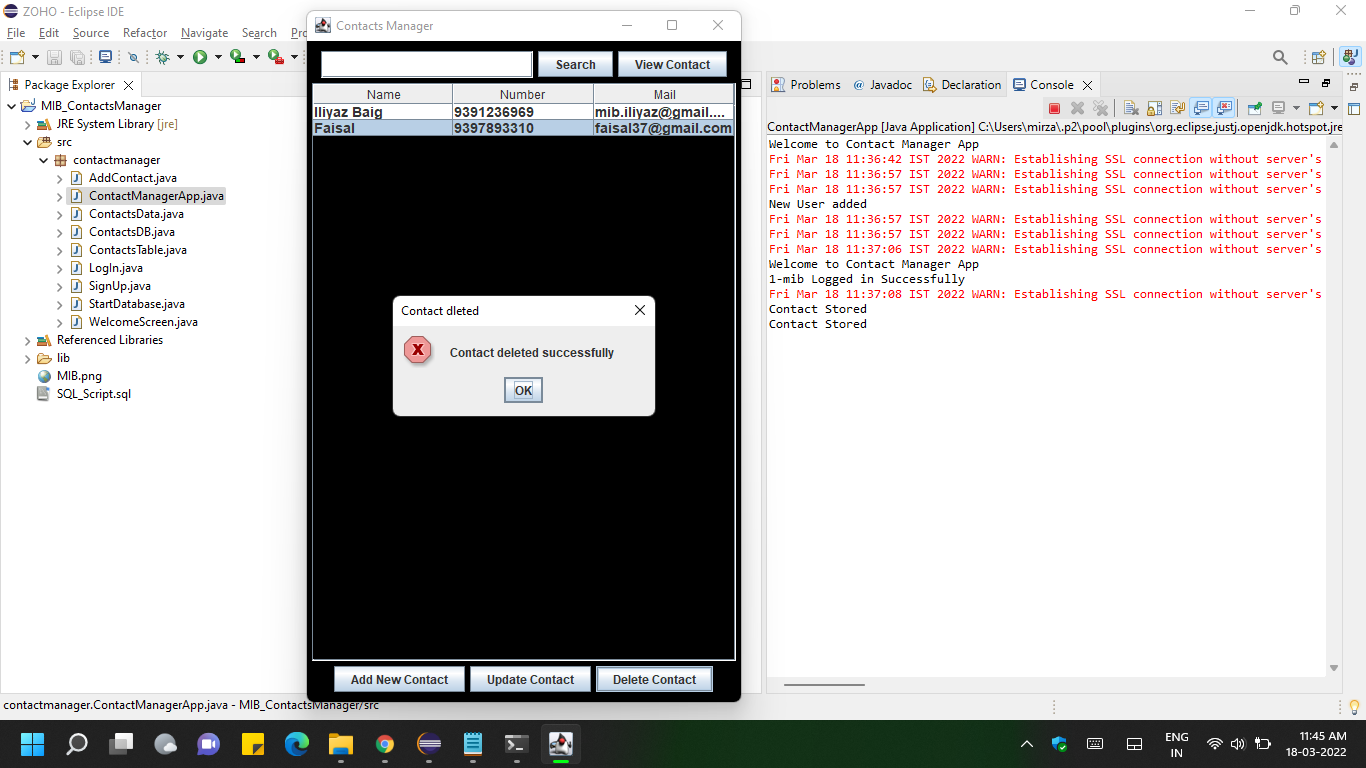 ZOHO - Eclipse IDE
File Edit Source Refactor Navigate Search Pro
Package Explorer
MIB_ContactsManager
JRE System Library [jre]
src
contactmanager
AddContact.java
ContactManagerApp.java
ContactsData.java
ContactsDB.java
ContactsTable.java
LogIn.java
SignUp.java
StartDatabase.java
WelcomeScreen.java
Referenced Libraries
lib
MIB.png
SQL_Script.sql
Contacts Manager
Search View Contact
Name Number Mail
Iliyaz Baig 9391236969 mib.iliyaz@gmail....
Faisal 9397893310 faisal37@gmail.com
Contact dleted
Contact deleted successfully
OK
Add New Contact Update Contact Delete Contact
Problems Javadoc Declaration Console
ContactManagerApp [Java Application] C:\Users\mirza\.p2\pool\plugins\org.eclipse.justj.openjdk.hotspot.jre
Welcome to Contact Manager App
Fri Mar 18 11:36:42 IST 2022 WARN: Establishing SSL connection without server's
Fri Mar 18 11:36:57 IST 2022 WARN: Establishing SSL connection without server's
Fri Mar 18 11:36:57 IST 2022 WARN: Establishing SSL connection without server's
New User added
Fri Mar 18 11:36:57 IST 2022 WARN: Establishing SSL connection without server's
Fri Mar 18 11:36:57 IST 2022 WARN: Establishing SSL connection without server's
Fri Mar 18 11:37:06 IST 2022 WARN: Establishing SSL connection without server's
Welcome to Contact Manager App
1-mib Logged in Successfully
Fri Mar 18 11:37:08 IST 2022 WARN: Establishing SSL connection without server's
Contact Stored
Contact Stored
contactmanager.ContactManagerApp.java - MIB_ContactsManager/src
ENG
IN
11:45 AM
18-03-2022